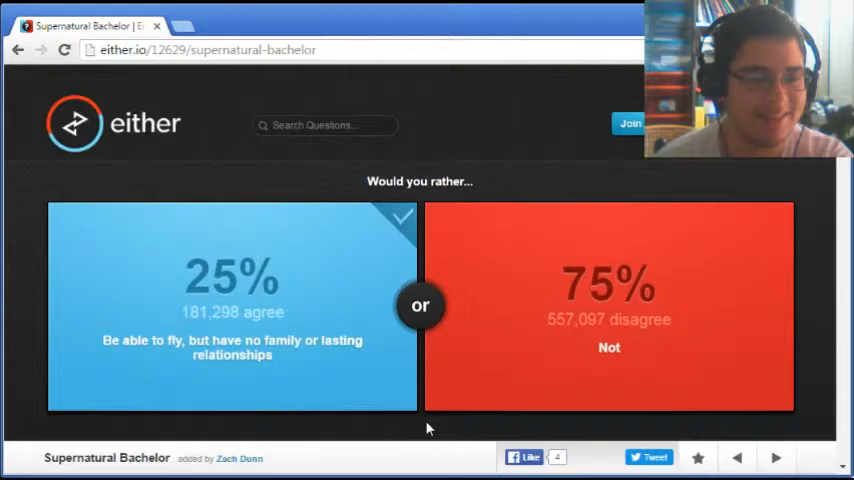 Supernatural Bachelor | E
either.io/12629/supernatural-bachelor
either
Search Questions...
Join
Would you rather...
25%
181,298 agree
Be able to fly, but have no family or lasting
relationships
or
75%
557,097 disagree
Not
Supernatural Bachelor added by Zach Dunn
Like 4
Tweet